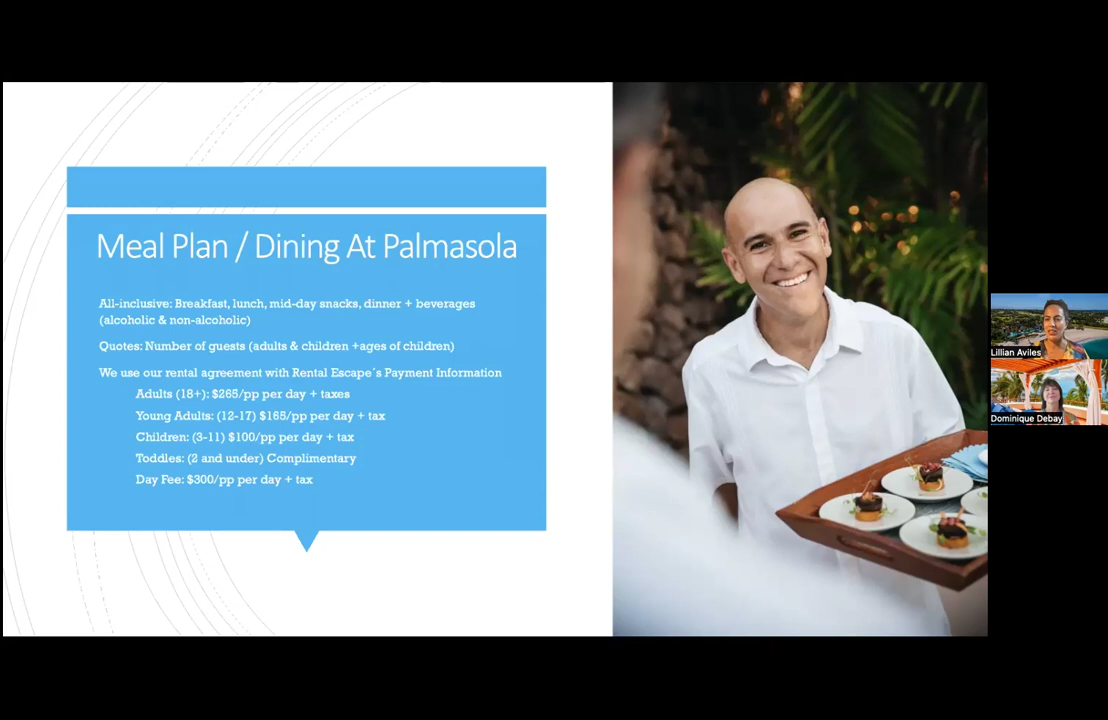 Meal Plan / Dining At Palmasola
All-inclusive: Breakfast, lunch, mid-day snacks, dinner + beverages
(alcoholic & non-alcoholic)
Quotes: Number of guests (adults & children +ages of children)
We use our rental agreement with Rental Escape´s Payment Information
Adults (18+): $265/pp per day + taxes
Young Adults: (12-17) $165/pp per day + tax
Children: (3-11) $100/pp per day + tax
Toddles: (2 and under) Complimentary
Day Fee: $300/pp per day + tax
Lillian Aviles
Dominique Debay